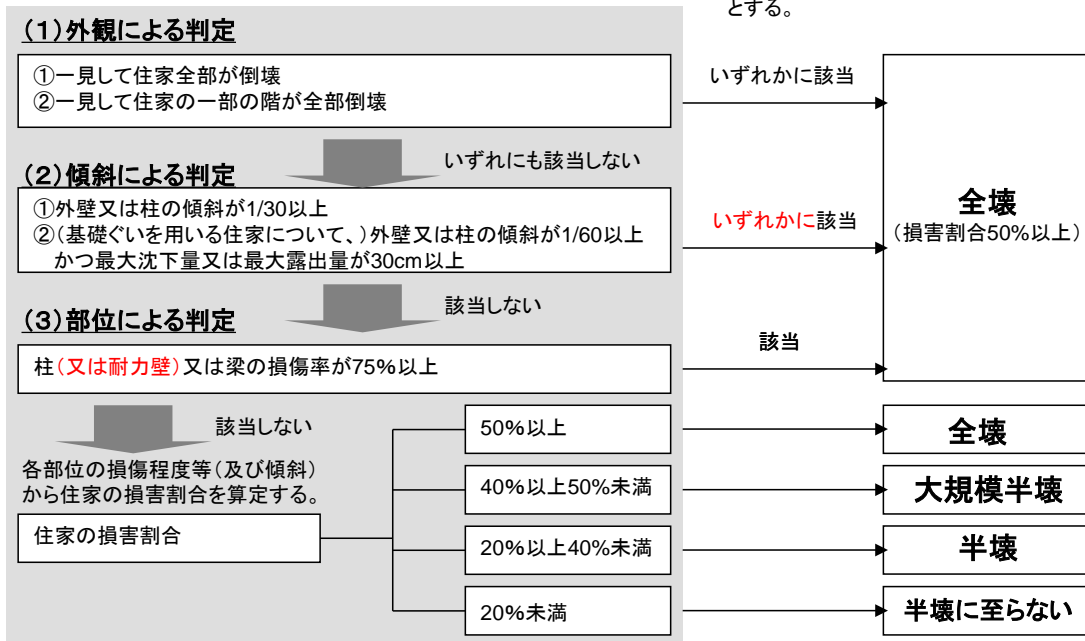 とする。
(1)外観による判定
①一見して住家全部が倒壊
②一見して住家の一部の階が全部倒壊
いずれかに該当
いずれにも該当しない
(2)傾斜による判定
①外壁又は柱の傾斜が1/30以上
②(基礎ぐいを用いる住家について、)外壁又は柱の傾斜が1/60以上
かつ最大沈下量又は最大露出量が30cm以上
いずれかに該当
全壊
(損害割合50%以上)
該当しない
(3)部位による判定
柱(又は耐力壁)又は梁の損傷率が75%以上
該当
該当しない
各部位の損傷程度等(及び傾斜)
から住家の損害割合を算定する。
住家の損害割合
50%以上
全壊
40%以上50%未満
大規模半壊
20%以上40%未満
半壊
20%未満
半壊に至らない